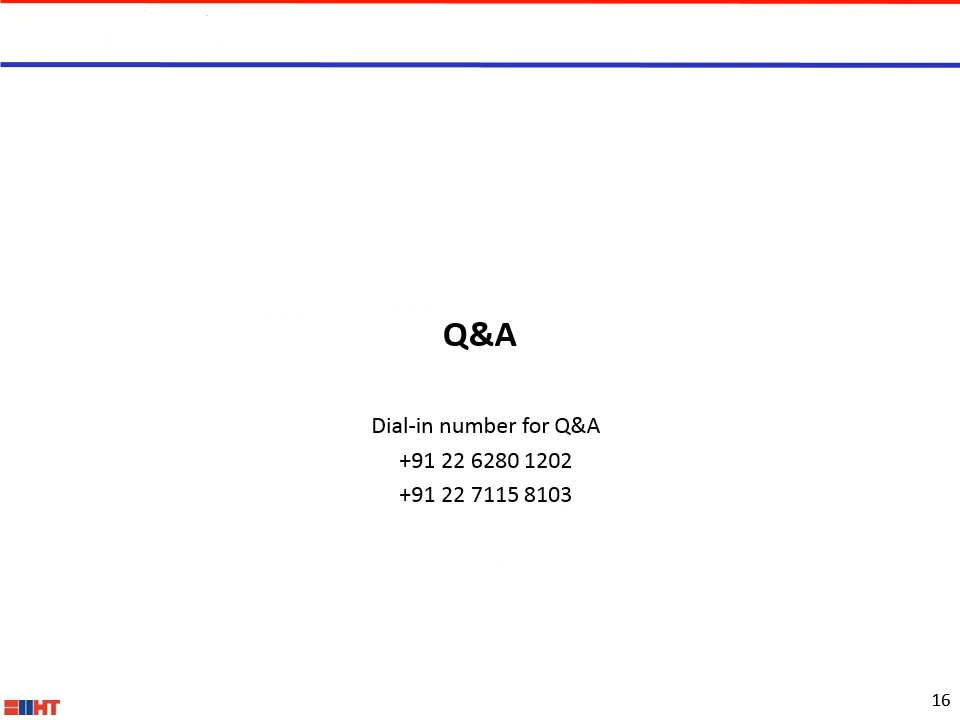 Q&A
Dial-in number for Q&A
+91 22 6280 1202
+91 22 7115 8103
HT
16